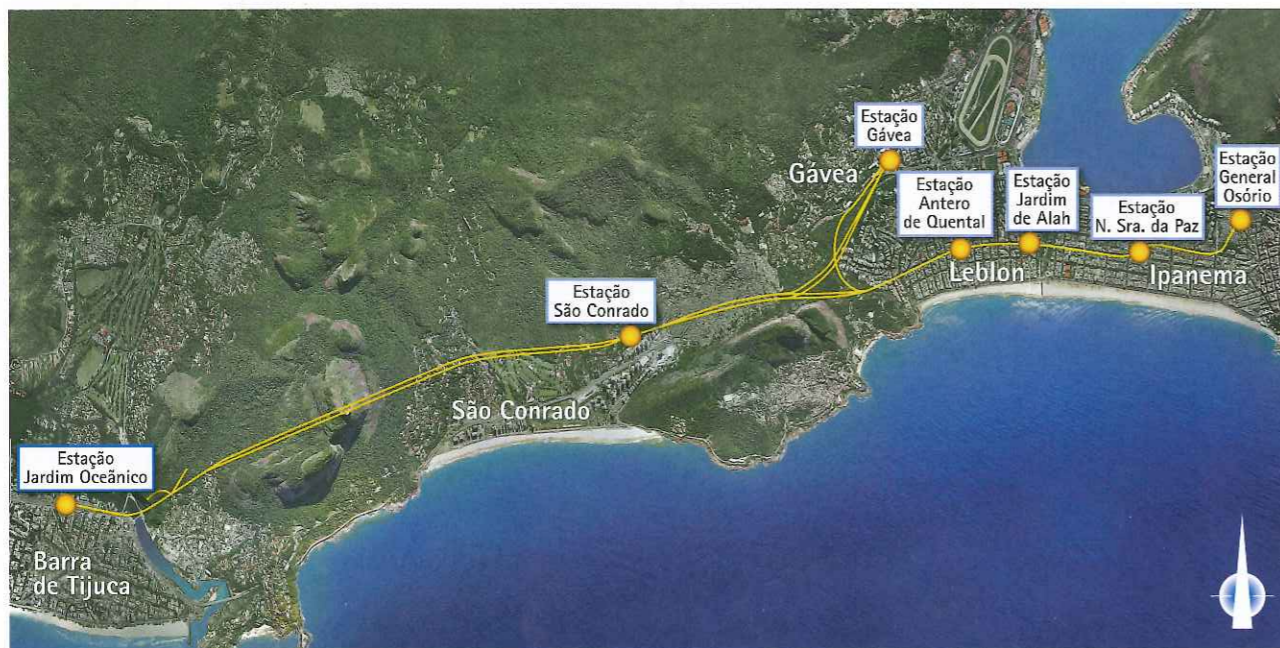 Estação
Gávea
Gávea
Estação
Antero
de Quental
Estação
Jardim
de Alah
Estação
N. Sra. da Paz
Estação
General
Osório
Leblon
Ipanema
Estação
São Conrado
São Conrado
Estação
Jardim Oceânico
Barra
de Tijuca